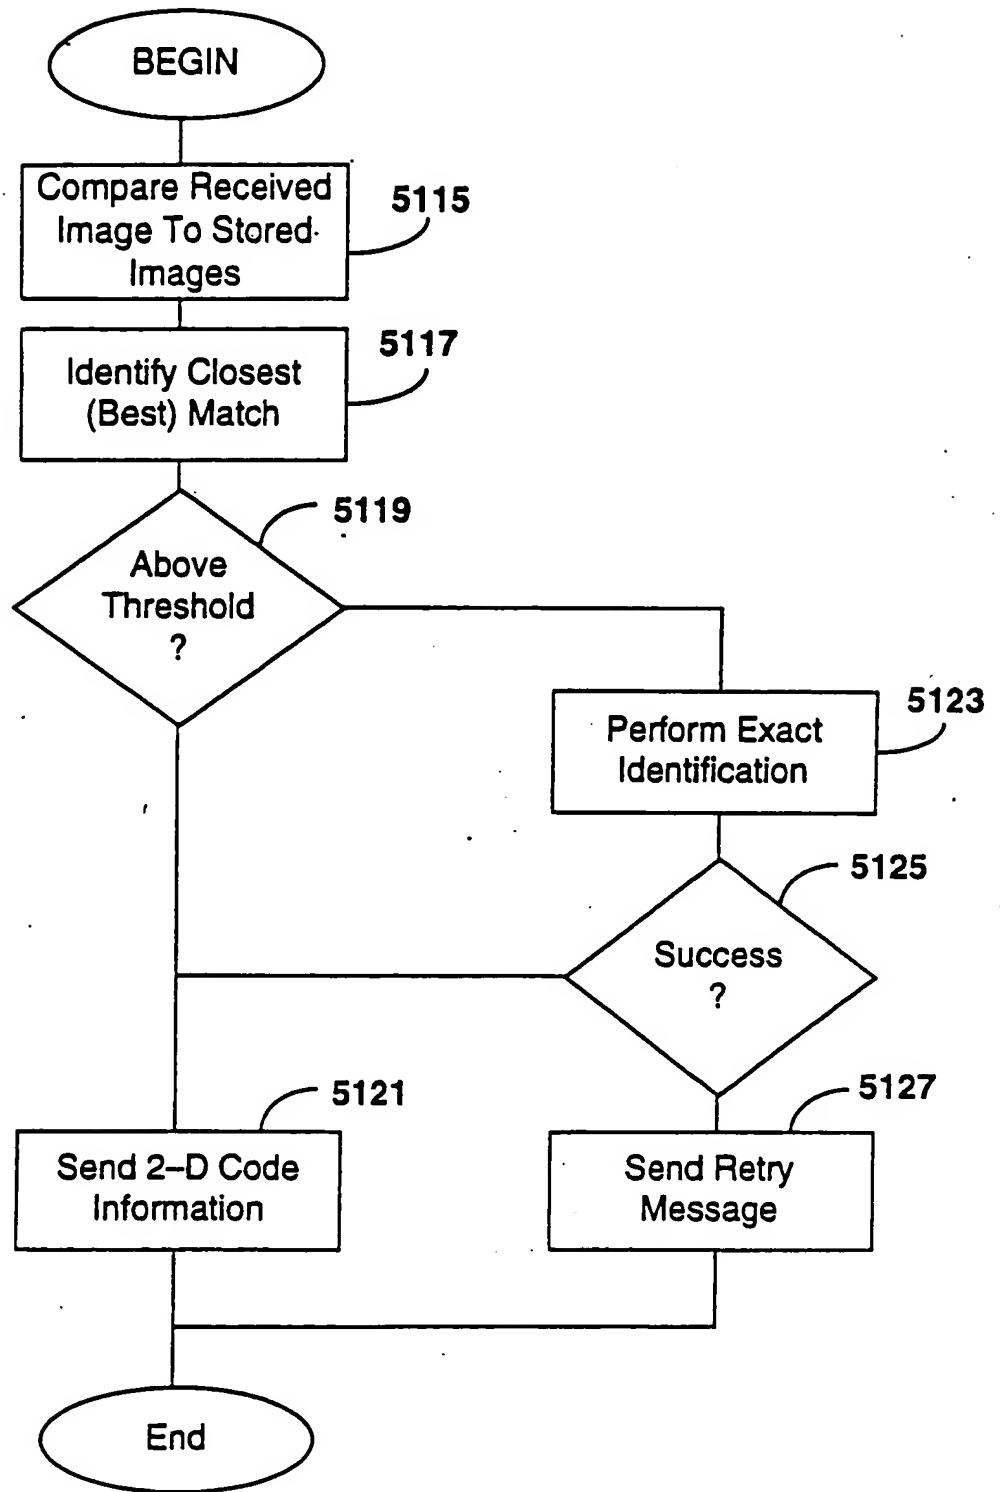 BEGIN
Compare Received
Image To Stored
Images
5115
Identify Closest
(Best) Match
5117
Above
Threshold
?
5119
Perform Exact
Identification
5123
Success
?
5125
Send 2-D Code
Information
5121
Send Retry
Message
5127
End